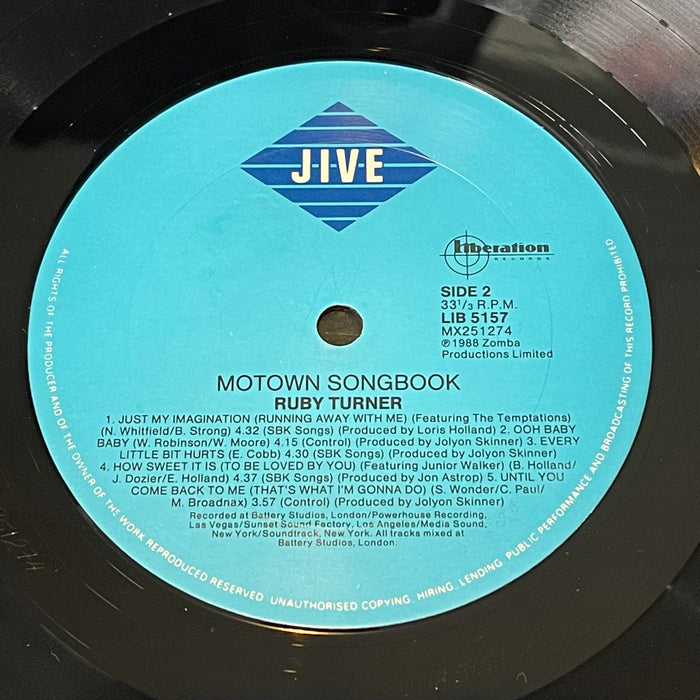 JIVE
Liberation
RECORDS
SIDE 2
33 1/3 R.P.M.
LIB 5157
MX251274
℗ 1988 Zomba
Productions Limited
MOTOWN SONGBOOK
RUBY TURNER
1. JUST MY IMAGINATION (RUNNING AWAY WITH ME) (Featuring The Temptations)
(N. Whitfield/B. Strong) 4.32 (SBK Songs) (Produced by Loris Holland) 2. OOH BABY
BABY (W. Robinson/W. Moore) 4.15 (Control) (Produced by Jolyon Skinner) 3. EVERY
LITTLE BIT HURTS (E. Cobb) 4.30 (SBK Songs) (Produced by Jolyon Skinner)
4. HOW SWEET IT IS (TO BE LOVED BY YOU) (Featuring Junior Walker) (B. Holland/
J. Dozier/E. Holland) 4.37 (SBK Songs) (Produced by Jon Astrop) 5. UNTIL YOU
COME BACK TO ME (THAT'S WHAT I'M GONNA DO) (S. Wonder/C. Paul/
M. Broadnax) 3.57 (Control) (Produced by Jolyon Skinner)
Recorded at Battery Studios, London/Powerhouse Recording,
Las Vegas/Sunset Sound Factory, Los Angeles/Media Sound,
New York/Soundtrack, New York. All tracks mixed at
Battery Studios, London.
ALL RIGHTS OF THE PRODUCER AND OF THE OWNER OF THE WORK REPRODUCED RESERVED. UNAUTHORISED COPYING, HIRING, LENDING, PUBLIC PERFORMANCE AND BROADCASTING OF THIS RECORD PROHIBITED